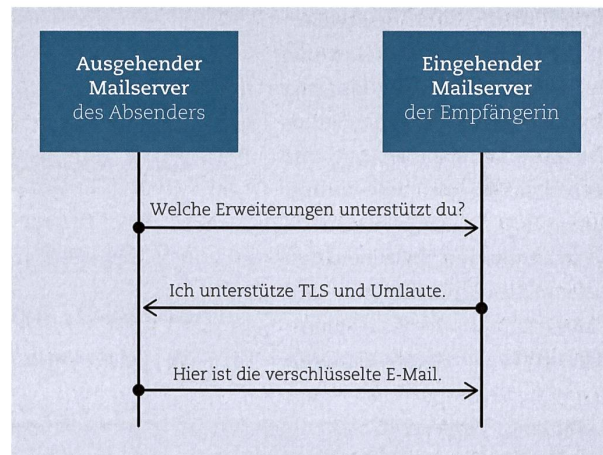 Ausgehender
Mailserver
des Absenders
Eingehender
Mailserver
der Empfängerin
Welche Erweiterungen unterstützt du?
Ich unterstütze TLS und Umlaute.
Hier ist die verschlüsselte E-Mail.